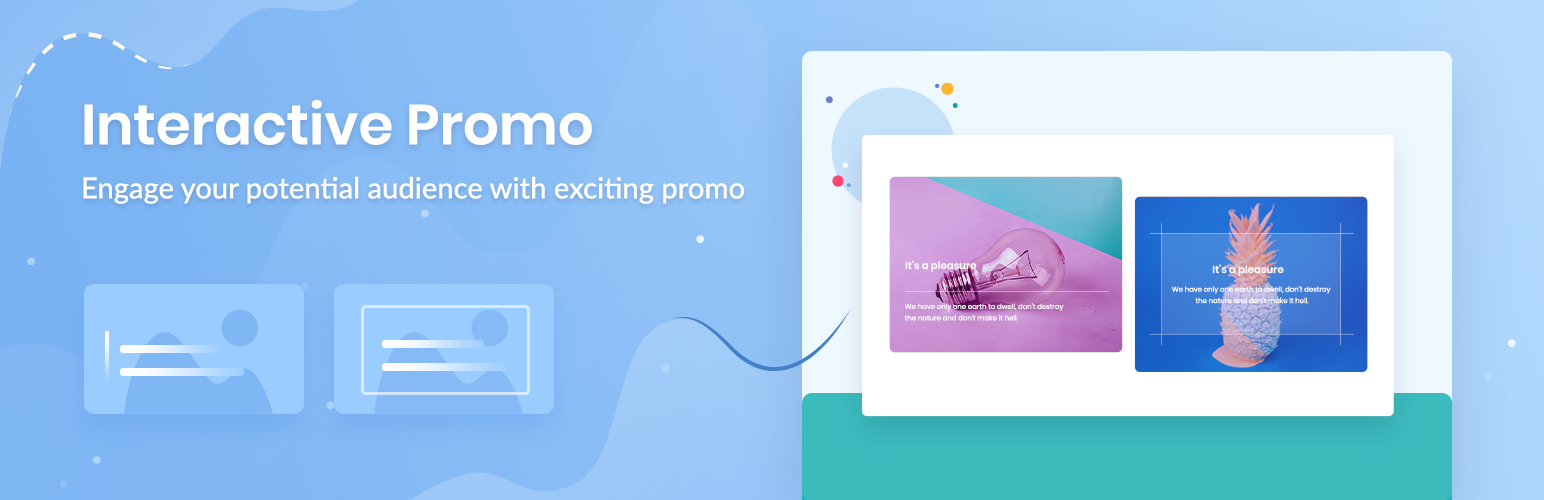 Interactive Promo
Engage your potential audience with exciting promo
It's a pleasure
We have only one earth to dwell, don't destroy
the nature and don't make it hell.
It's a pleasure
We have only one earth to dwell, don't destroy
the nature and don't make it hell.